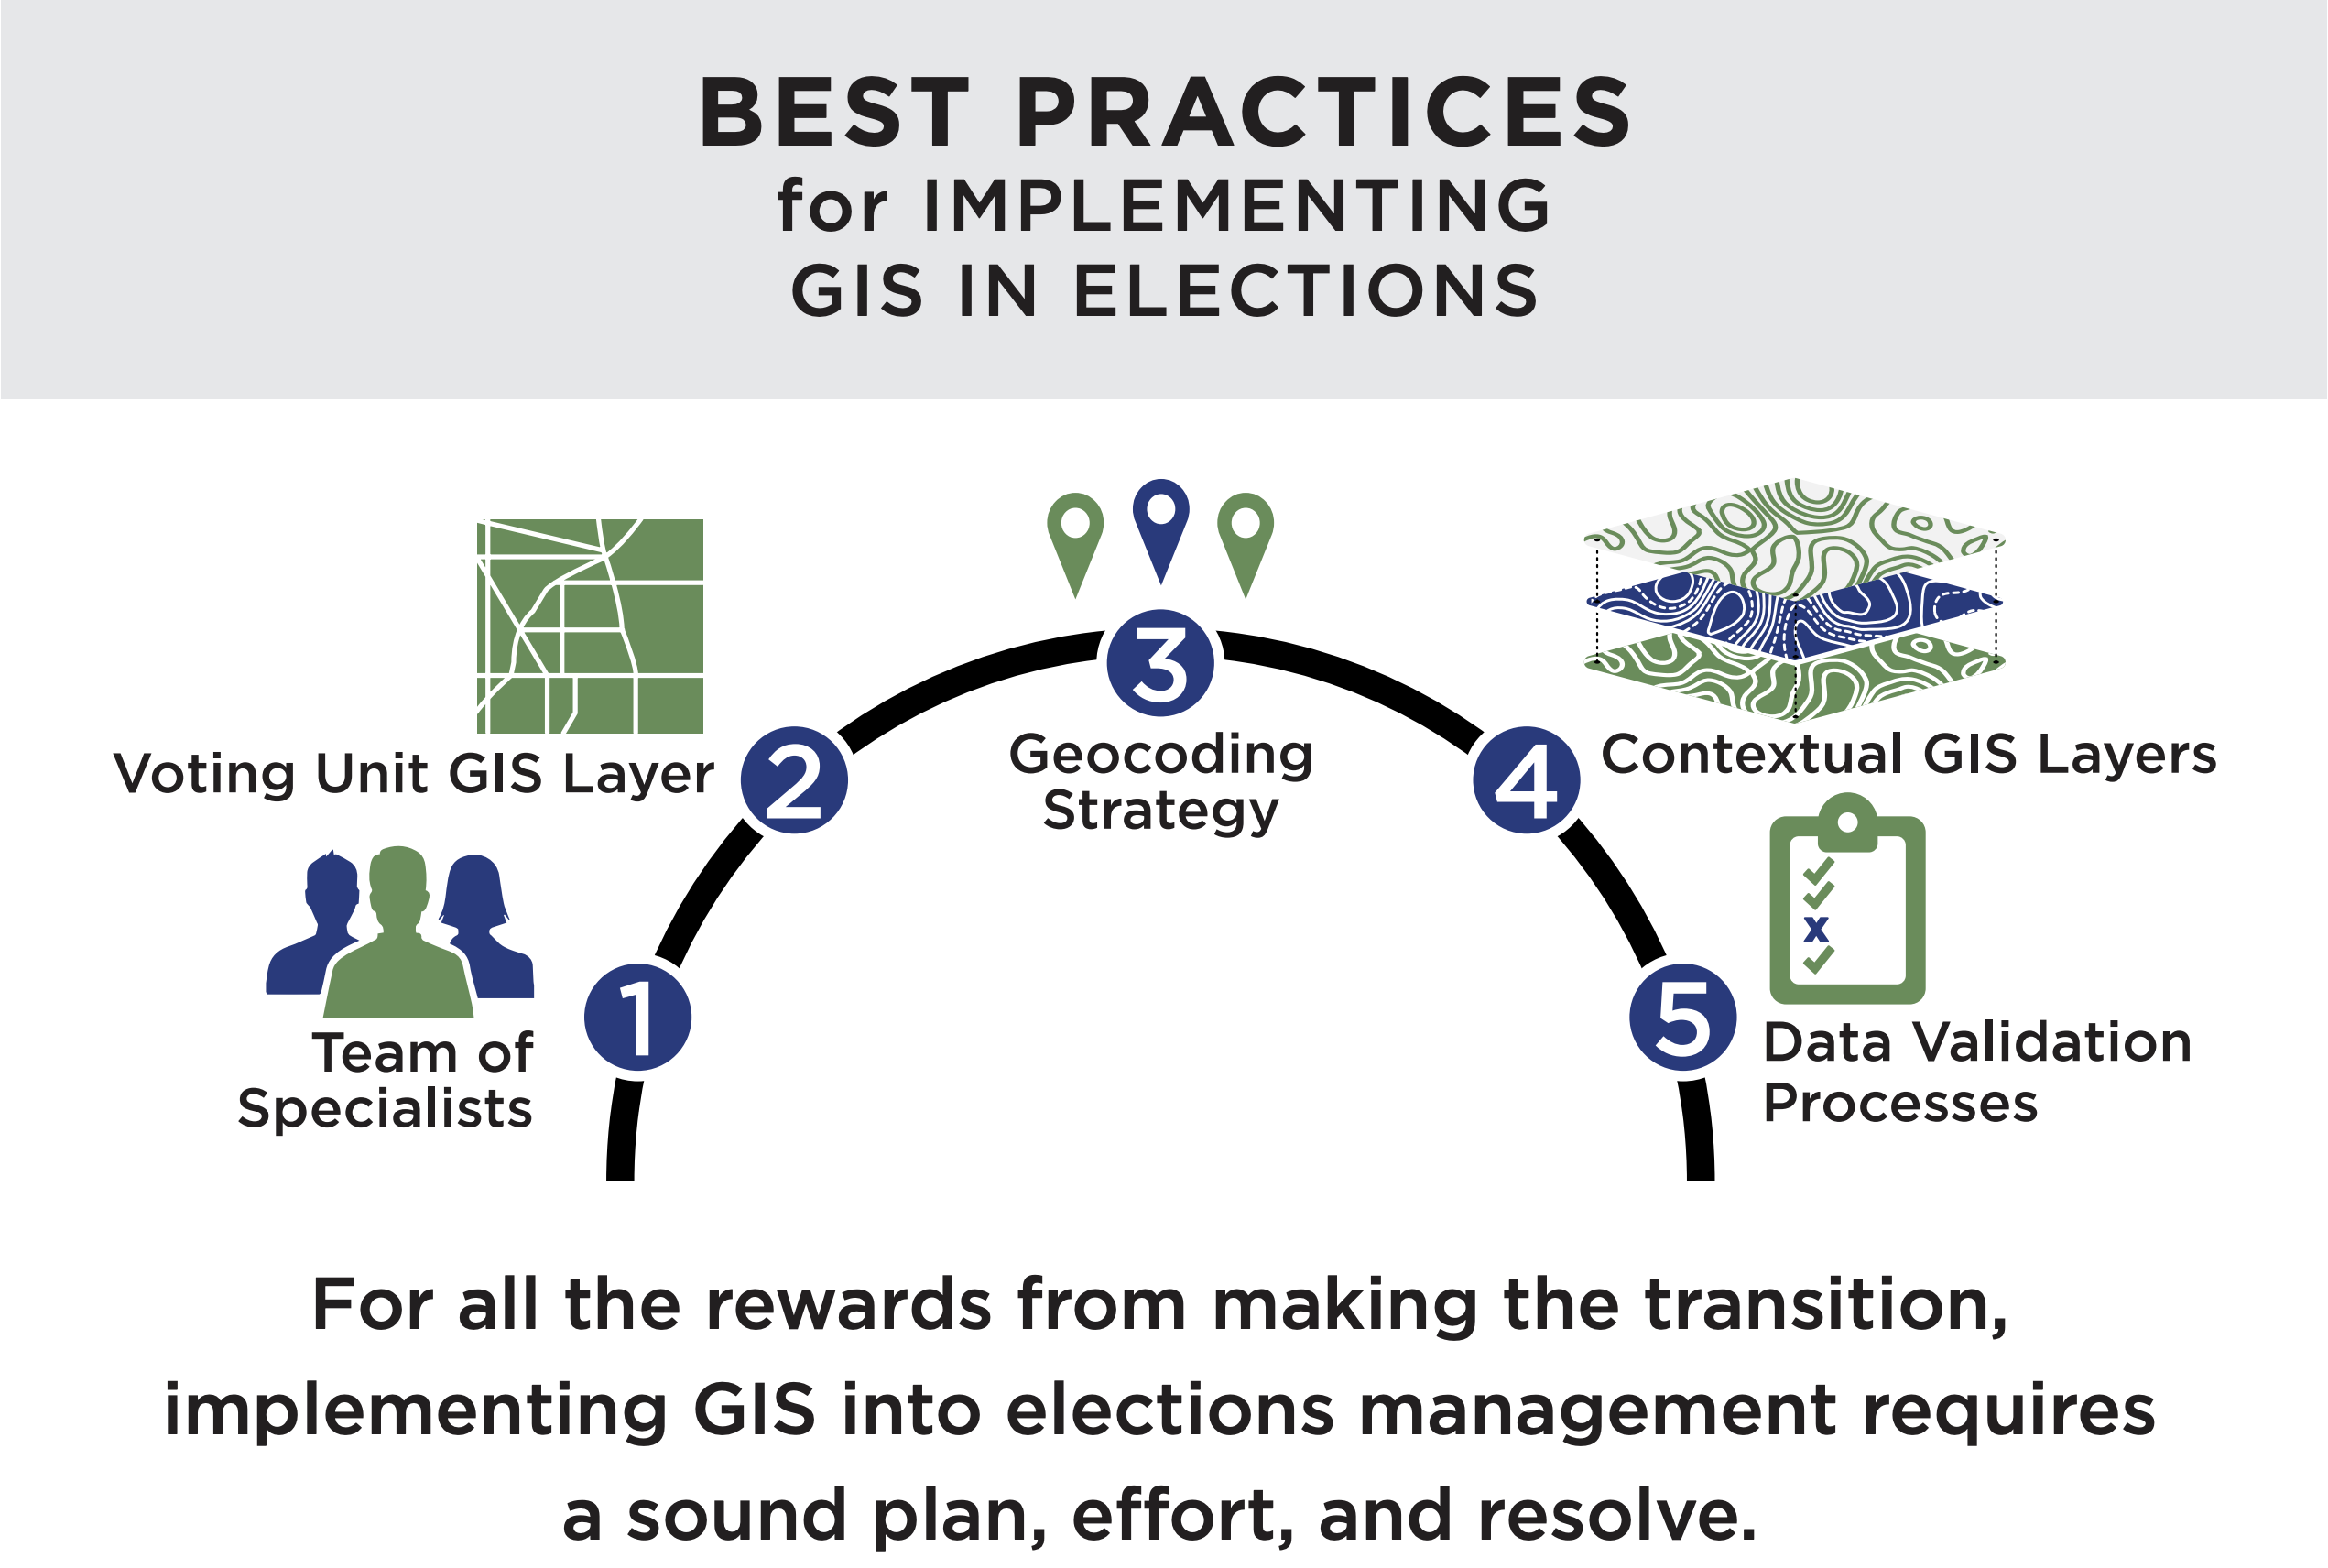 BEST PRACTICES
for IMPLEMENTING
GIS IN ELECTIONS
1
Team of
Specialists
2
Voting Unit GIS Layer
3
Geocoding
Strategy
4
Contextual GIS Layers
5
Data Validation
Processes
For all the rewards from making the transition,
implementing GIS into elections management requires
a sound plan, effort, and resolve.